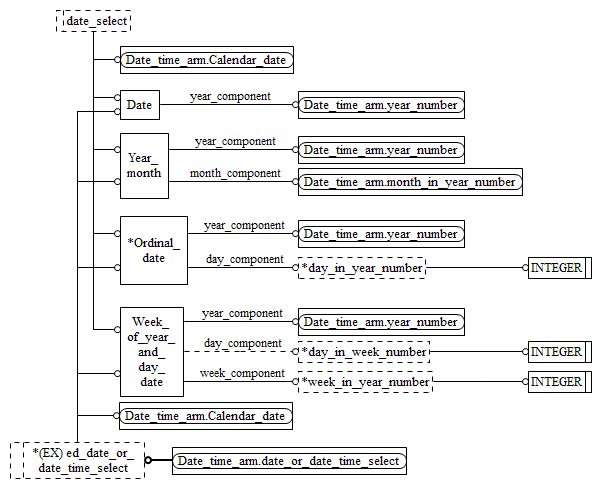 date_select
Date_time_arm.Calendar_date
Date
year_component
Date_time_arm.year_number
Year_
month
year_component
Date_time_arm.year_number
month_component
Date_time_arm.month_in_year_number
*Ordinal_
date
year_component
Date_time_arm.year_number
day_component
*day_in_year_number
INTEGER
Week_
of_year_
and_
day_
date
year_component
Date_time_arm.year_number
day_component
*day_in_week_number
INTEGER
week_component
*week_in_year_number
INTEGER
Date_time_arm.Calendar_date
*(EX) ed_date_or_
date_time_select
Date_time_arm.date_or_date_time_select